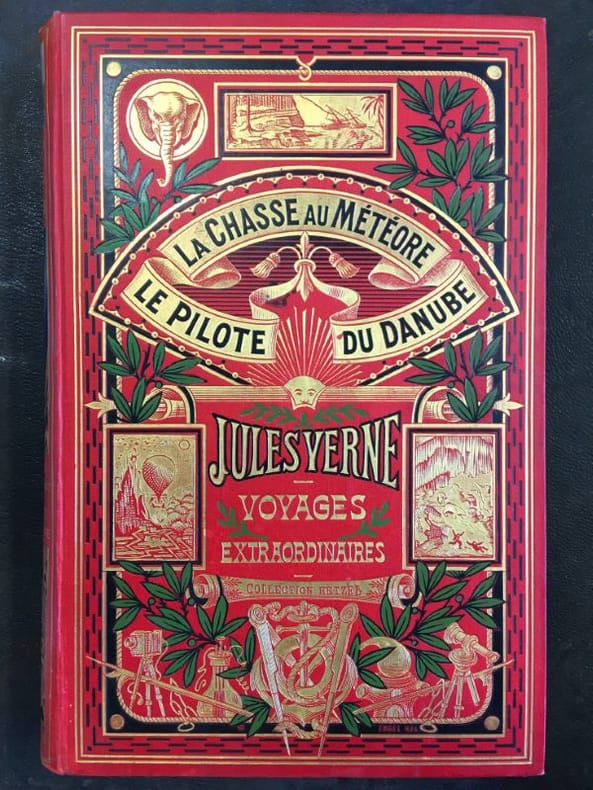 LA CHASSE AU MÉTÉORE
LE PILOTE DU DANUBE
JULES VERNE
VOYAGES
EXTRAORDINAIRES
COLLECTION HETZEL